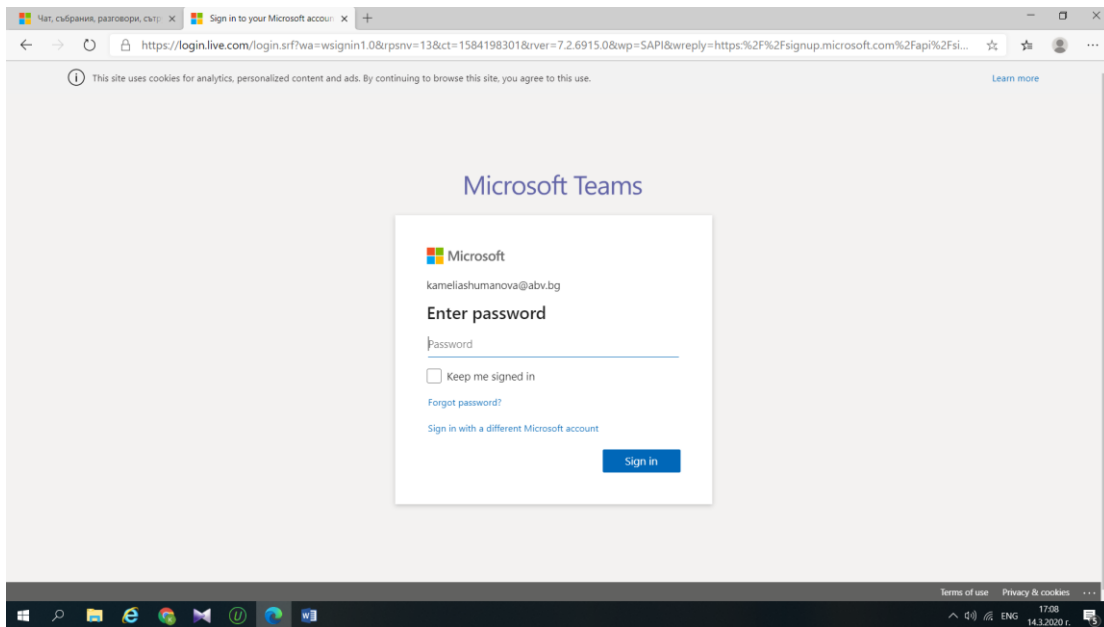 Чат, събрания, разговори, сътр
Sign in to your Microsoft accoun
https://login.live.com/login.srf?wa=wsignin1.0&rpsnv=13&ct=1584198301&rver=7.2.6915.0&wp=SAPI&wreply=https:%2F%2Fsignup.microsoft.com%2Fapi%2Fsi...
This site uses cookies for analytics, personalized content and ads. By continuing to browse this site, you agree to this use.
Learn more
Microsoft Teams
Microsoft
kameliashumanova@abv.bg
Enter password
Password
Keep me signed in
Forgot password?
Sign in with a different Microsoft account
Sign in
Terms of use Privacy & cookies ...
ENG
17:08
14.3.2020 г.
5